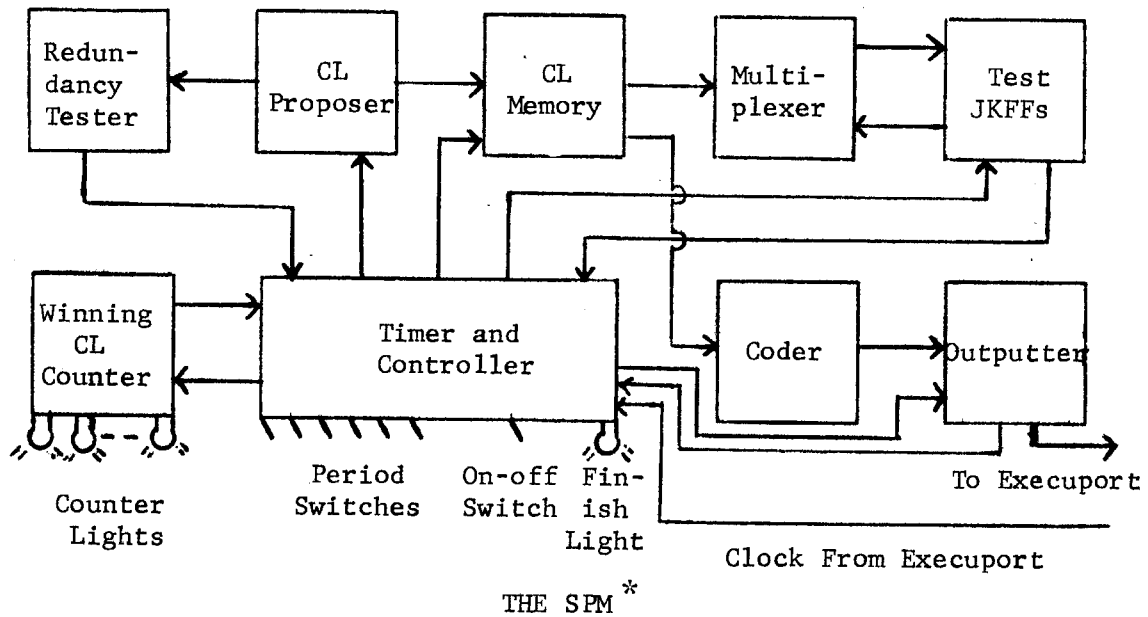 Redun-
dancy
Tester
CL
Proposer
CL
Memory
Multi-
plexer
Test
JKFFs
Winning
CL
Counter
Timer and
Controller
Coder
Outputter
Counter
Lights
Period
Switches
On-off
Switch
Fin-
ish
Light
To Execuport
Clock From Execuport
THE SPM*